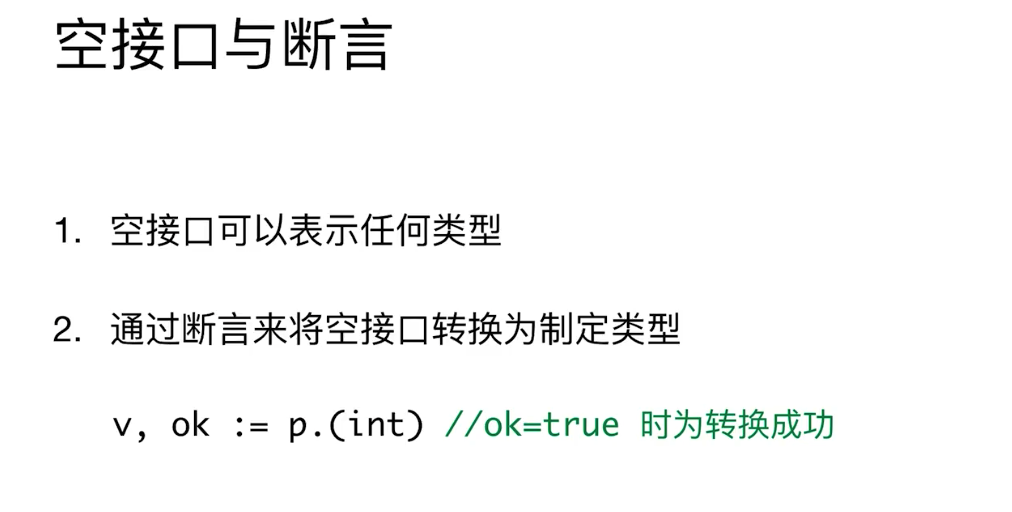 空接口与断言
1. 空接口可以表示任何类型
2. 通过断言来将空接口转换为制定类型
v, ok := p.(int) //ok=true 时为转换成功